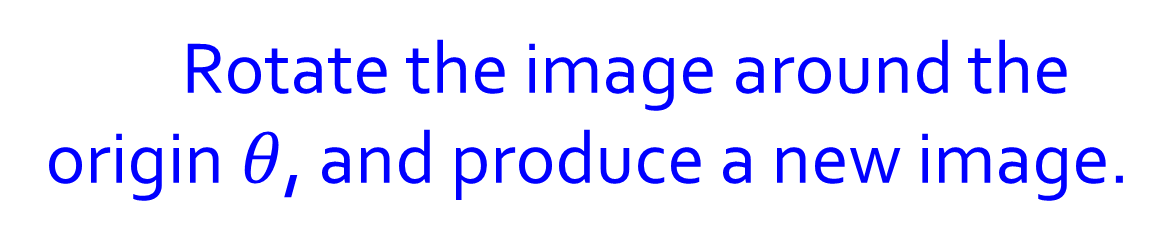 Rotate the image around the
origin θ, and produce a new image.